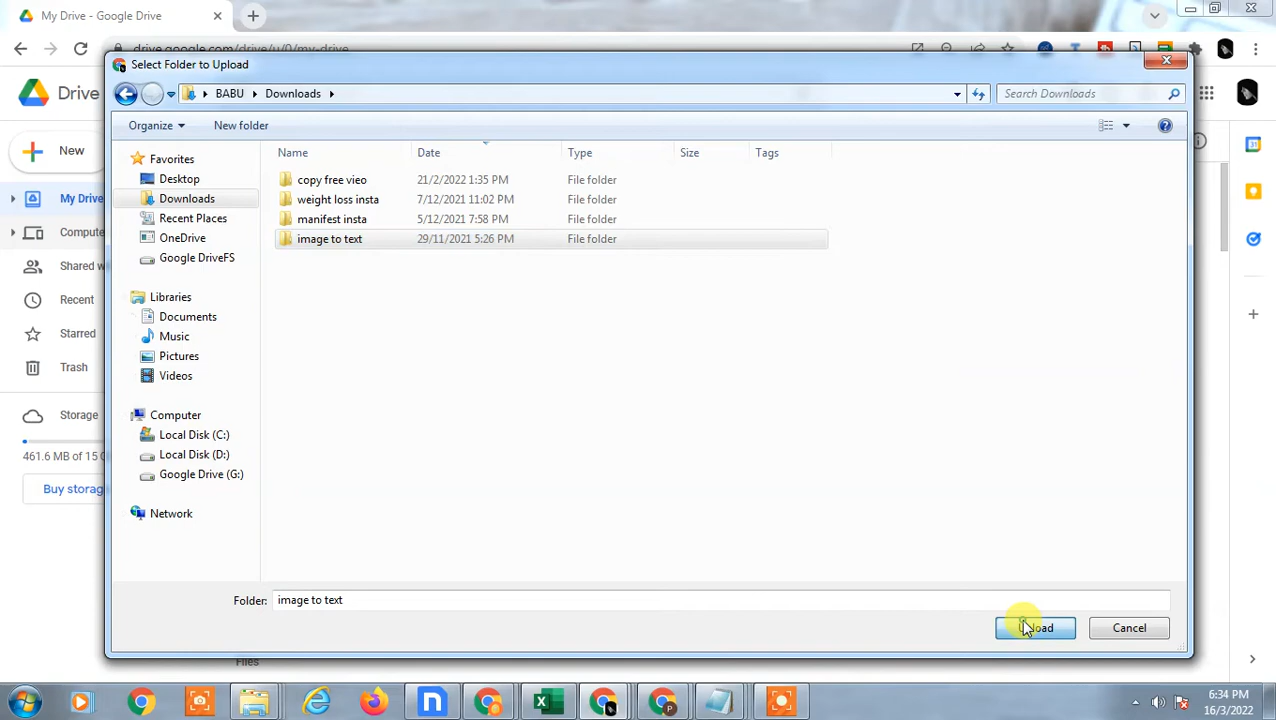 My Drive - Google Drive
drive.google.com/drive/u/0/my-drive
Select Folder to Upload
BABU
Downloads
Search Downloads
Organize
New folder
Drive
New
My Drive
Shared
Recent
Starred
Trash
Storage
461.6 MB of 15
Buy storag
Favorites
Desktop
Downloads
Recent Places
OneDrive
Google DriveFS
Libraries
Documents
Music
Pictures
Videos
Computer
Local Disk (C:)
Local Disk (D:)
Google Drive (G:)
Network
Name Date Type Size Tags
copy free vieo 21/2/2022 1:35 PM File folder
weight loss insta 7/12/2021 11:02 PM File folder
manifest insta 5/12/2021 7:58 PM File folder
image to text 29/11/2021 5:26 PM File folder
Folder: image to text
Upload Cancel
Files
6:34 PM
16/3/2022